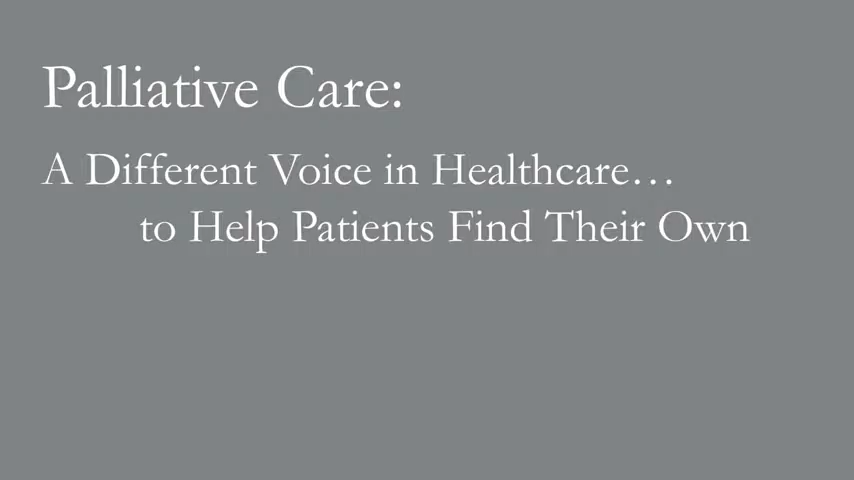 Palliative Care:
A Different Voice in Healthcare…
to Help Patients Find Their Own